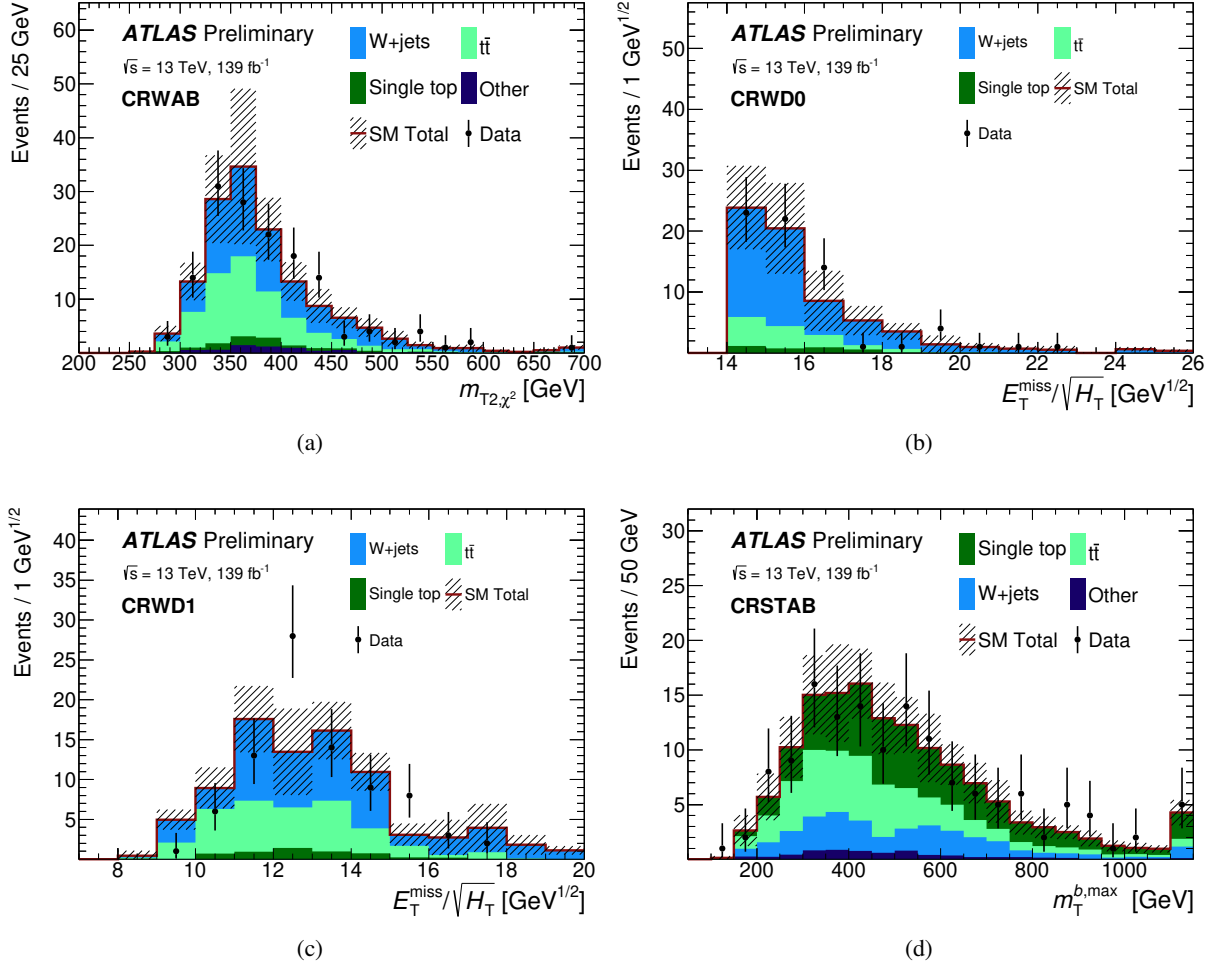 Events / 25 GeV
60
50
40
30
20
10
ATLAS Preliminary
√s = 13 TeV, 139 fb⁻¹
CRWAB
W+jets
tt̄
Single top
Other
SM Total
Data
200 250 300 350 400 450 500 550 600 650 700
m_T2,χ² [GeV]
(a)
Events / 1 GeV^1/2
50
40
30
20
10
ATLAS Preliminary
√s = 13 TeV, 139 fb⁻¹
CRWD0
W+jets
tt̄
Single top
SM Total
Data
14 16 18 20 22 24 26
E_T^miss/√H_T [GeV^1/2]
(b)
Events / 1 GeV^1/2
40
35
30
25
20
15
10
5
ATLAS Preliminary
√s = 13 TeV, 139 fb⁻¹
CRWD1
W+jets
tt̄
Single top
SM Total
Data
8 10 12 14 16 18 20
E_T^miss/√H_T [GeV^1/2]
(c)
Events / 50 GeV
30
25
20
15
10
5
ATLAS Preliminary
√s = 13 TeV, 139 fb⁻¹
CRSTAB
Single top
tt̄
W+jets
Other
SM Total
Data
200 400 600 800 1000
m_T^b,max [GeV]
(d)